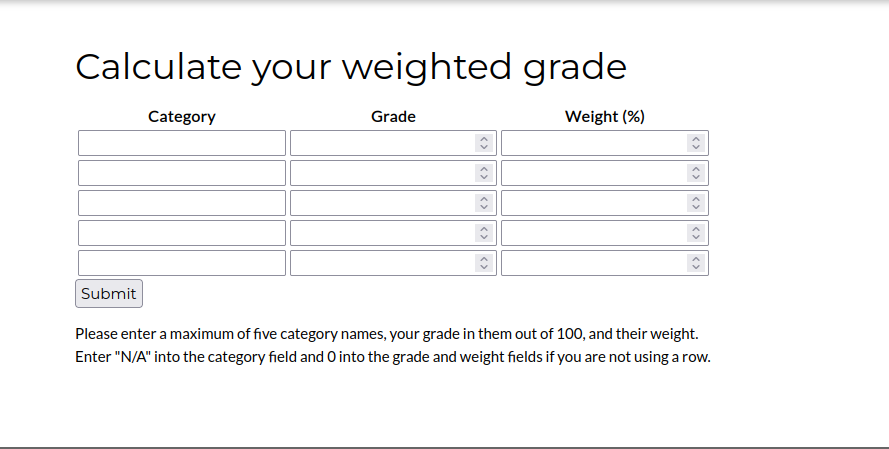 Calculate your weighted grade
Category Grade Weight (%)
Submit
Please enter a maximum of five category names, your grade in them out of 100, and their weight.
Enter "N/A" into the category field and 0 into the grade and weight fields if you are not using a row.